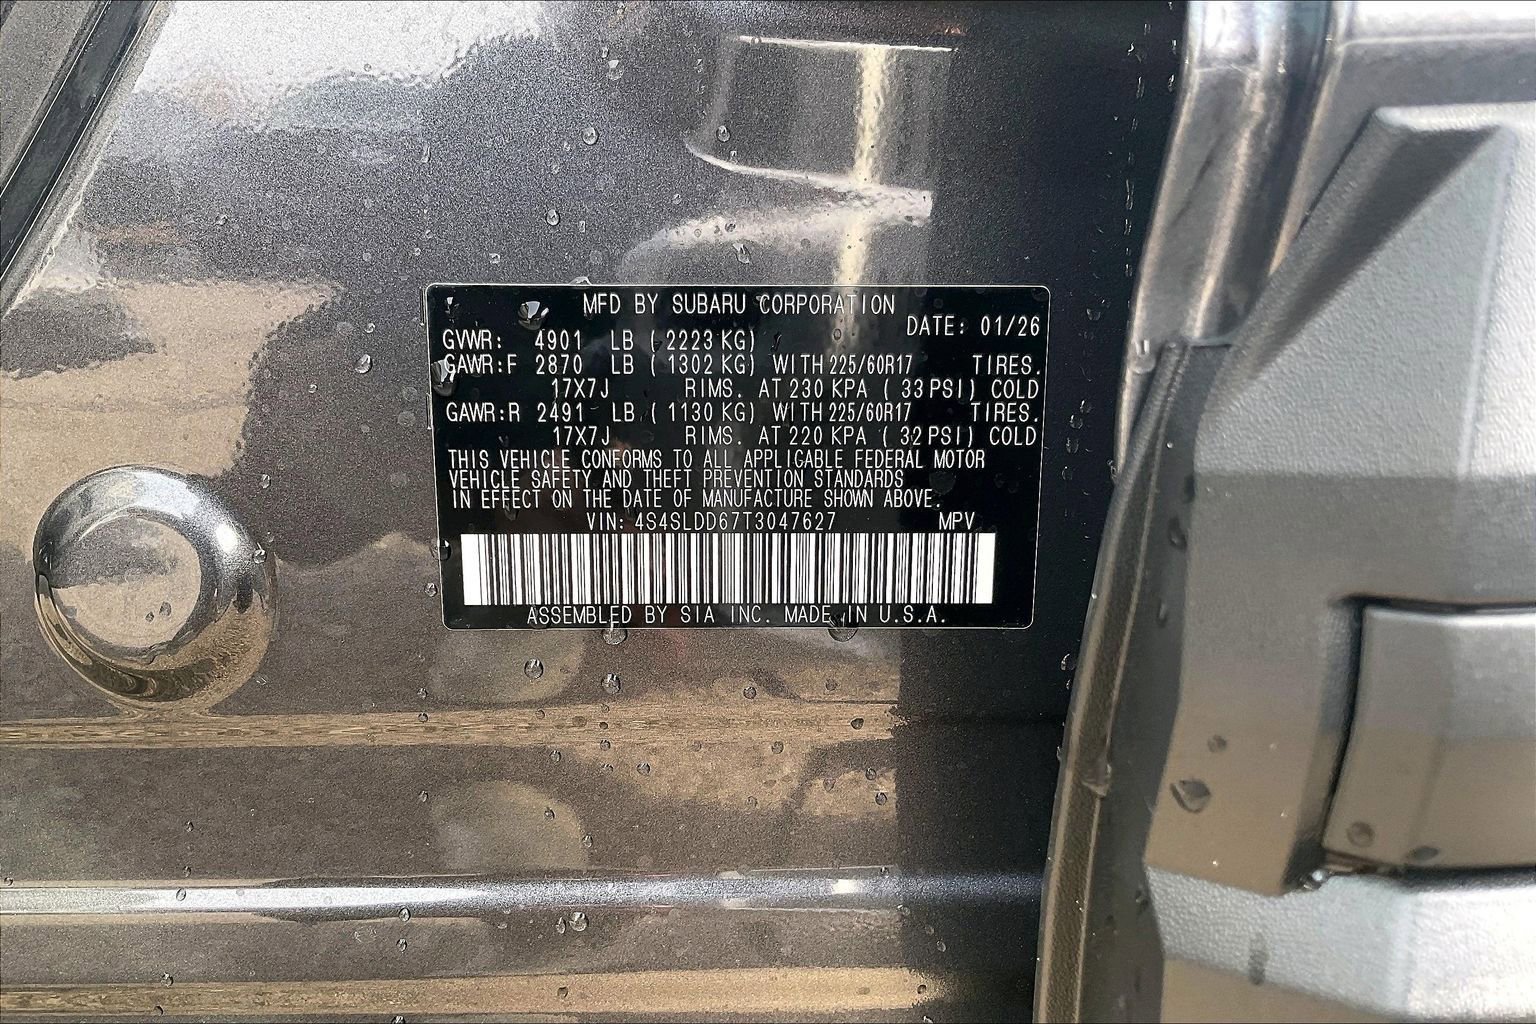 MFD BY SUBARU CORPORATION
DATE: 01/26
GVWR: 4901 LB ( 2223 KG)
GAWR:F 2870 LB ( 1302 KG) WITH 225/60R17 TIRES.
17X7J RIMS. AT 230 KPA ( 33 PSI) COLD
GAWR:R 2491 LB ( 1130 KG) WITH 225/60R17 TIRES.
17X7J RIMS. AT 220 KPA ( 32 PSI) COLD
THIS VEHICLE CONFORMS TO ALL APPLICABLE FEDERAL MOTOR
VEHICLE SAFETY AND THEFT PREVENTION STANDARDS
IN EFFECT ON THE DATE OF MANUFACTURE SHOWN ABOVE.
VIN: 4S4SLDD67T3047627 MPV
ASSEMBLED BY SIA INC. MADE IN U.S.A.